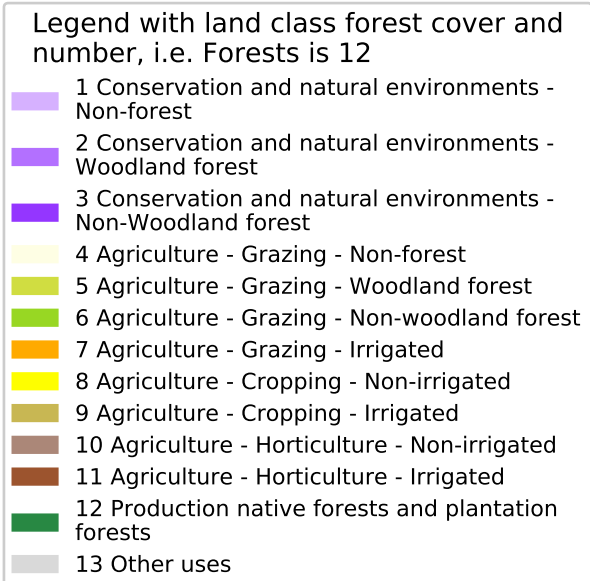 Legend with land class forest cover and
number, i.e. Forests is 12
1 Conservation and natural environments -
Non-forest
2 Conservation and natural environments -
Woodland forest
3 Conservation and natural environments -
Non-Woodland forest
4 Agriculture - Grazing - Non-forest
5 Agriculture - Grazing - Woodland forest
6 Agriculture - Grazing - Non-woodland forest
7 Agriculture - Grazing - Irrigated
8 Agriculture - Cropping - Non-irrigated
9 Agriculture - Cropping - Irrigated
10 Agriculture - Horticulture - Non-irrigated
11 Agriculture - Horticulture - Irrigated
12 Production native forests and plantation
forests
13 Other uses